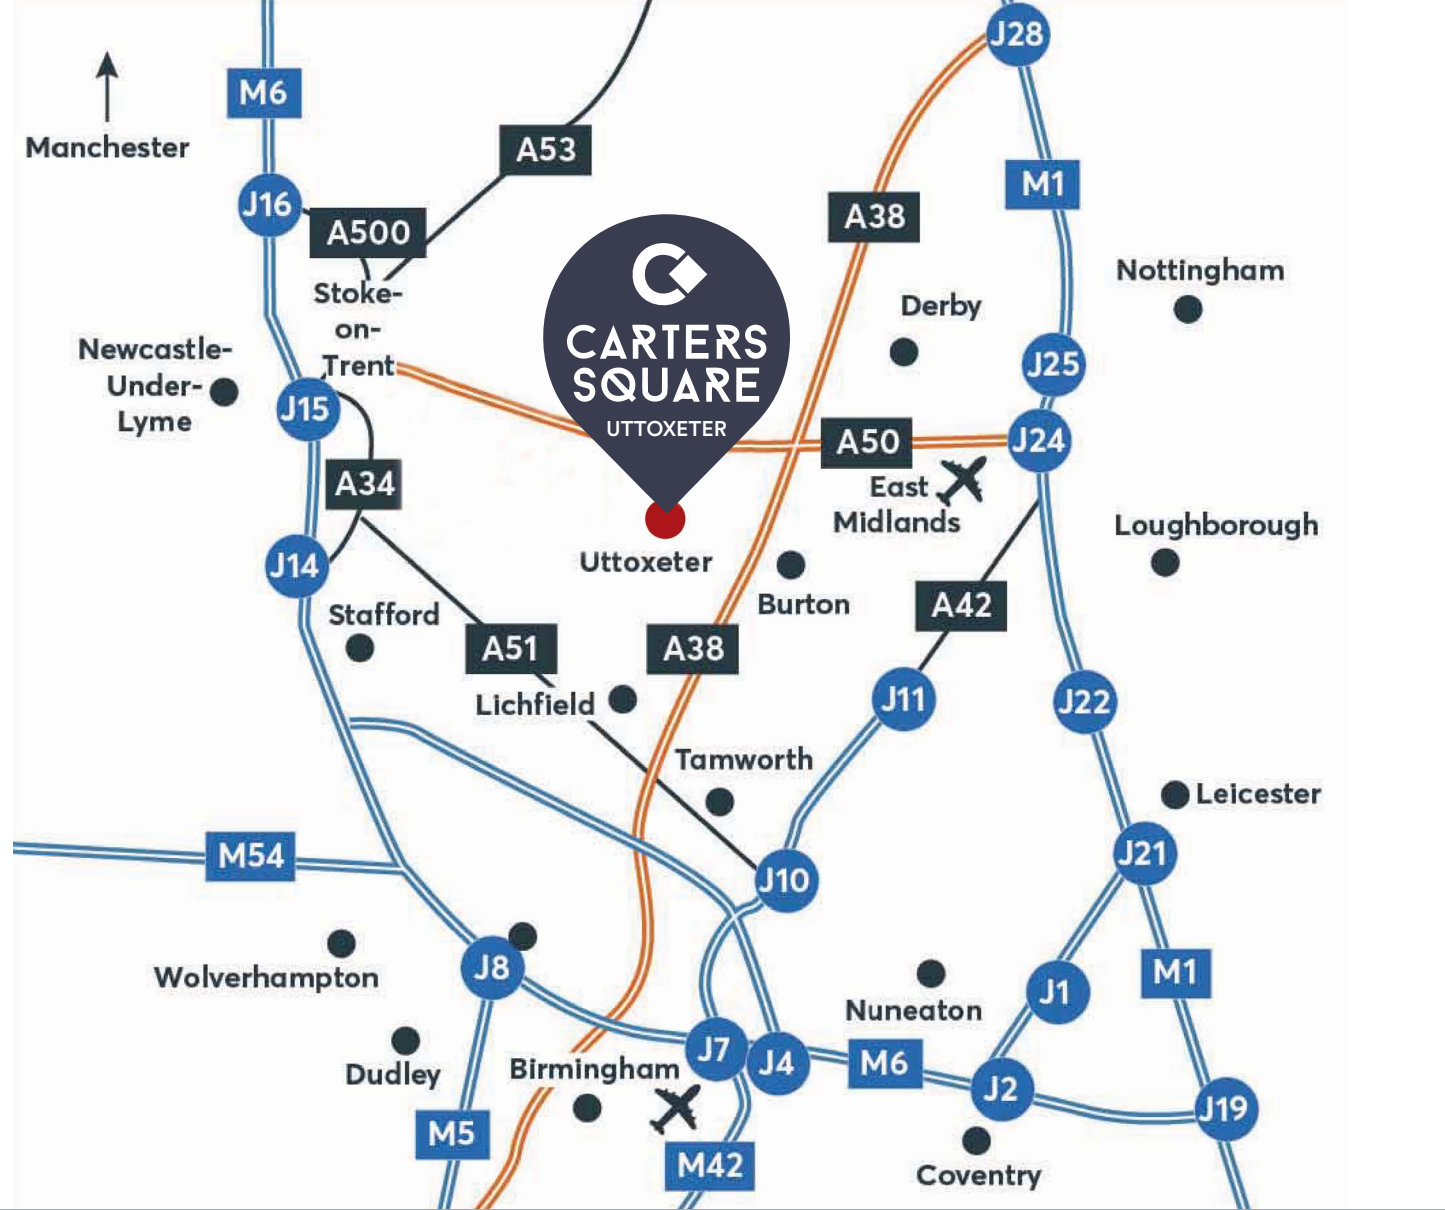 J28
M6
Manchester
A53
M1
J16
A500
A38
Nottingham
Stoke-
on-
Trent
Derby
CARTERS
SQUARE
UTTOXETER
Newcastle-
Under-
Lyme
J25
J15
A50
J24
A34
East
Midlands
Loughborough
J14
Uttoxeter
Burton
A42
Stafford
A51
A38
Lichfield
J11
J22
Tamworth
Leicester
M54
J21
J10
Wolverhampton
J8
M1
J1
Nuneaton
J7
J4
M6
J2
Dudley
Birmingham
J19
M5
M42
Coventry